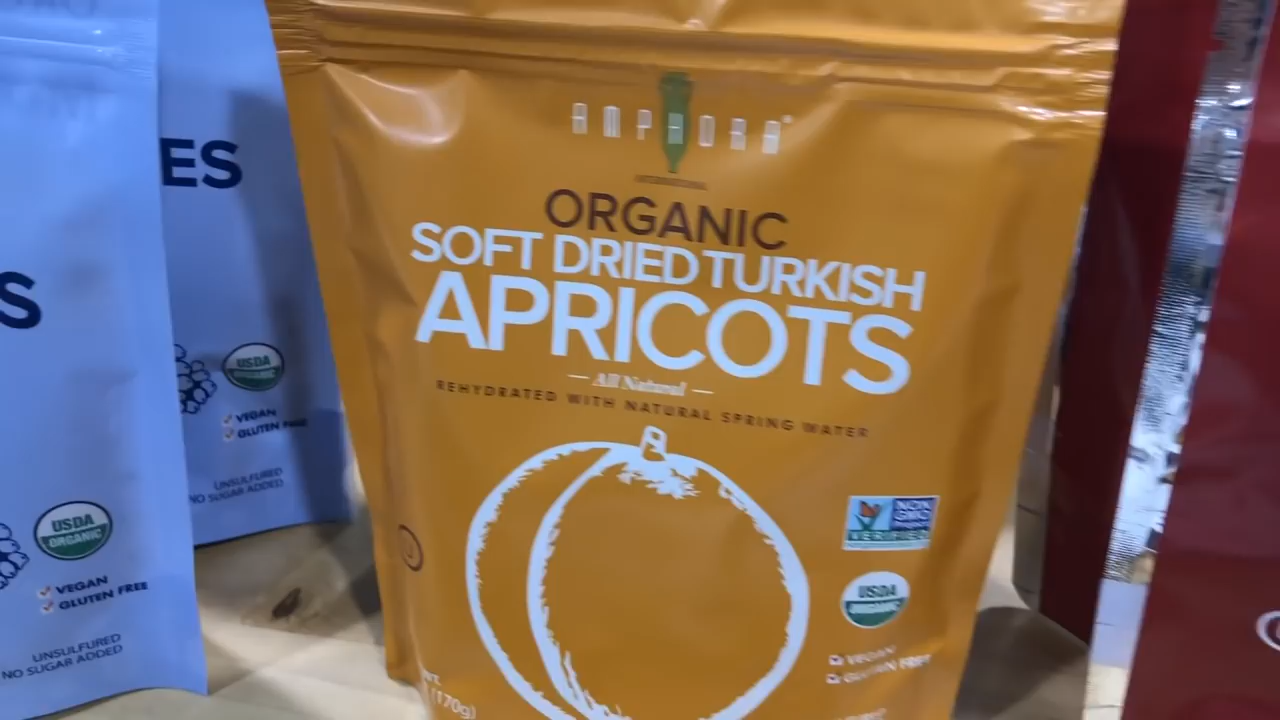 AMPHORA
INTERNATIONAL
ORGANIC
SOFT DRIED TURKISH
APRICOTS
All Natural
REHYDRATED WITH NATURAL SPRING WATER
NON
GMO
VERIFIED
USDA
ORGANIC
VEGAN
GLUTEN FREE
(170g)
ES
USDA
ORGANIC
VEGAN
GLUTEN FREE
UNSULFURED
NO SUGAR ADDED
S
USDA
ORGANIC
VEGAN
GLUTEN FREE
UNSULFURED
NO SUGAR ADDED